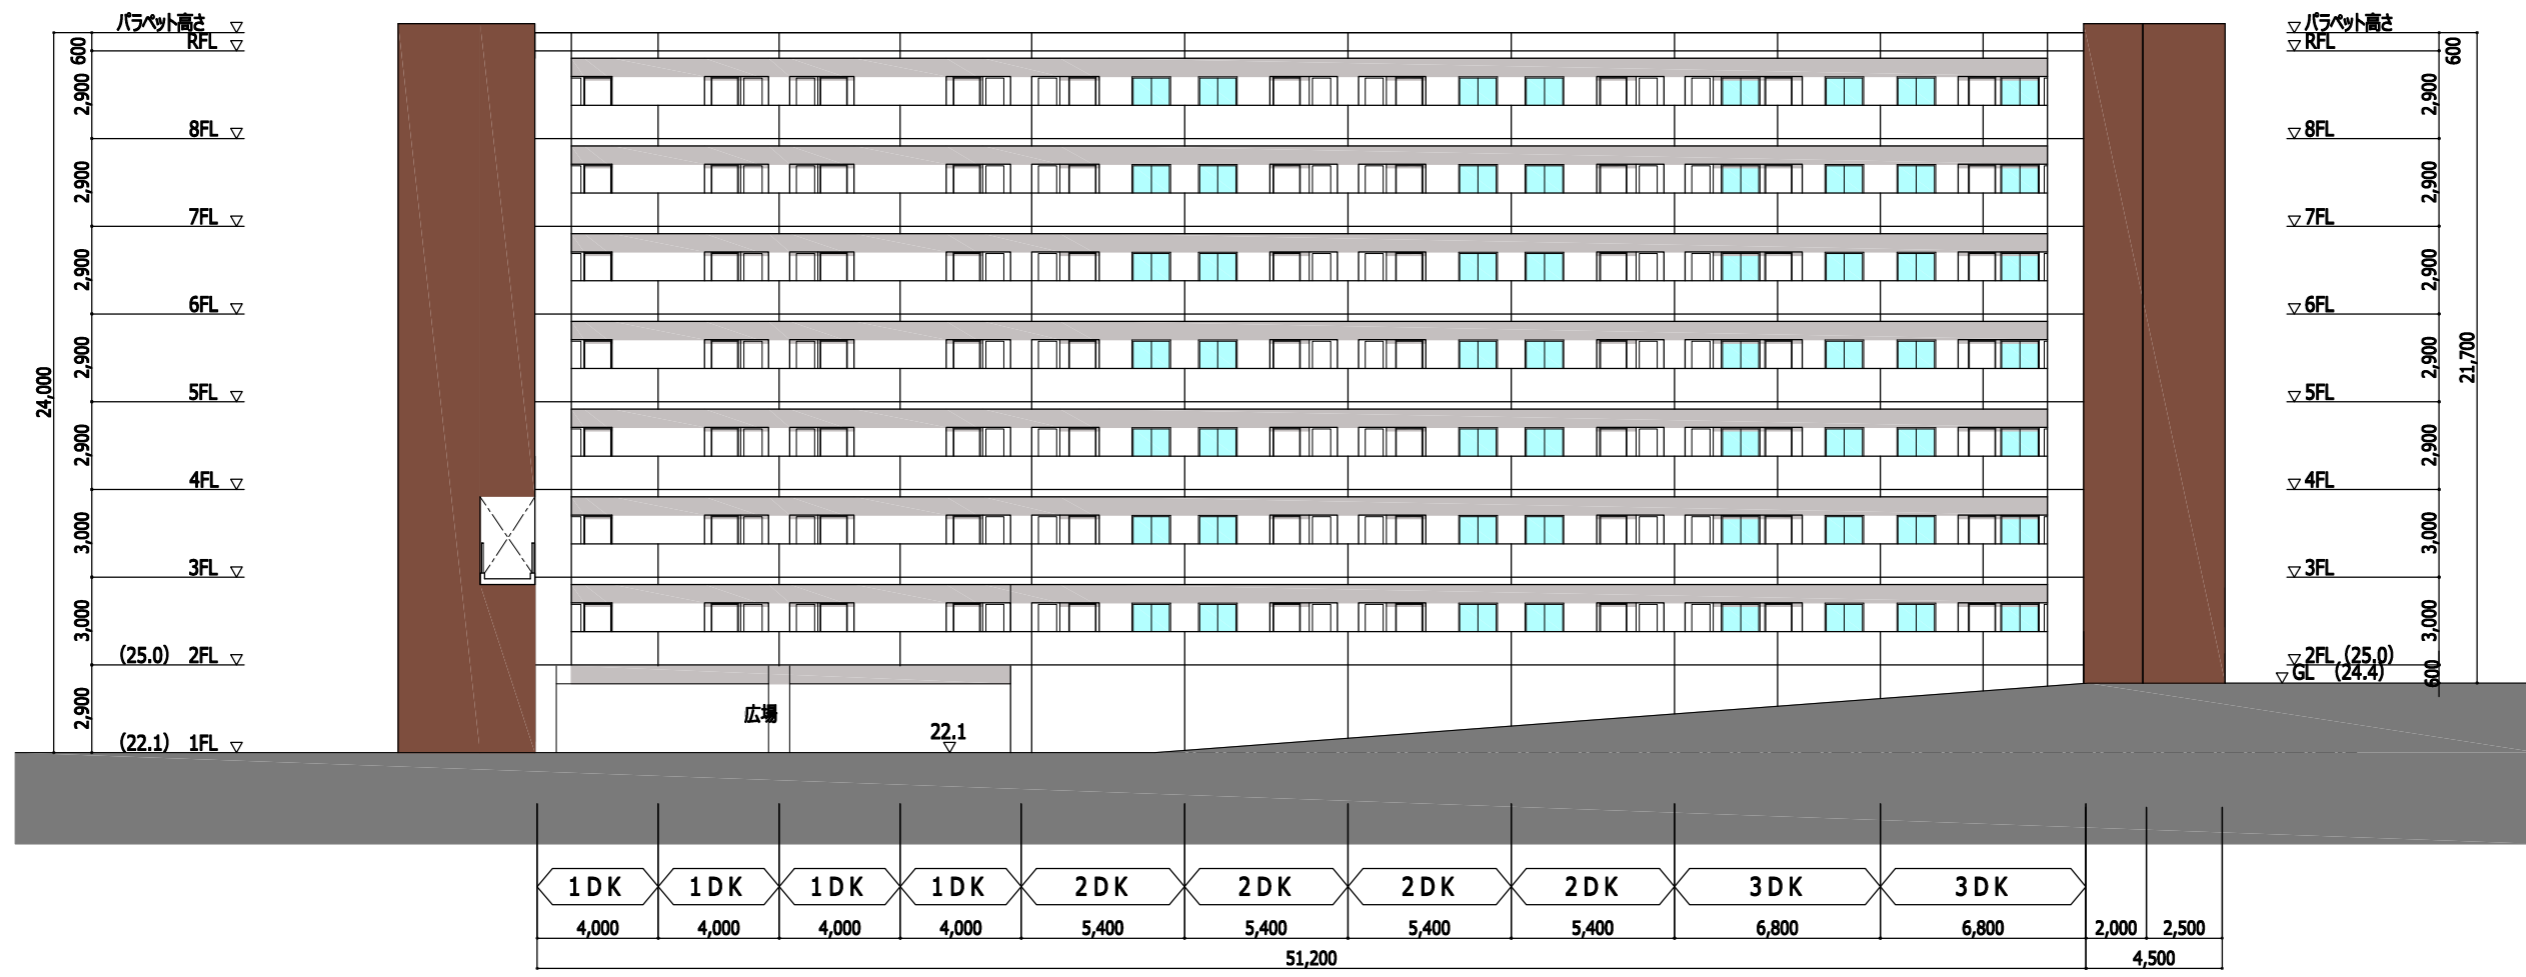 パラペット高さ ▽
RFL ▽
8FL ▽
7FL ▽
6FL ▽
5FL ▽
4FL ▽
3FL ▽
(25.0) 2FL ▽
(22.1) 1FL ▽
600
2,900
2,900
2,900
2,900
2,900
3,000
3,000
2,900
24,000
広場
22.1
▽ パラペット高さ
▽ RFL
▽ 8FL
▽ 7FL
▽ 6FL
▽ 5FL
▽ 4FL
▽ 3FL
▽ 2FL (25.0)
▽ GL (24.4)
600
2,900
2,900
2,900
2,900
2,900
3,000
3,000
600
21,700
1DK 1DK 1DK 1DK 2DK 2DK 2DK 2DK 3DK 3DK
4,000 4,000 4,000 4,000 5,400 5,400 5,400 5,400 6,800 6,800 2,000 2,500
51,200 4,500